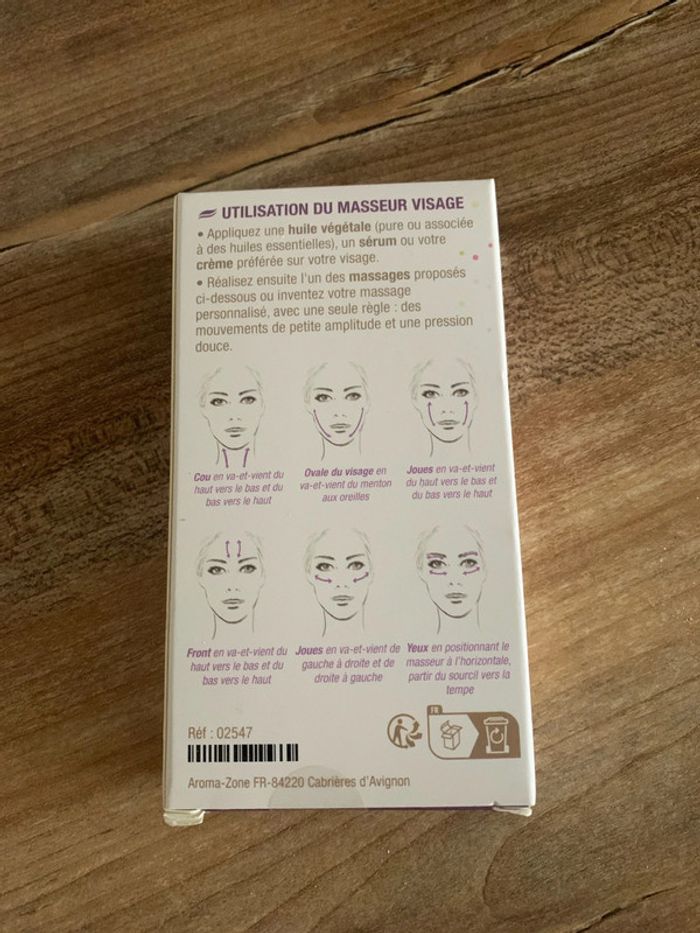 UTILISATION DU MASSEUR VISAGE
• Appliquez une huile végétale (pure ou associée
à des huiles essentielles), un sérum ou votre
crème préférée sur votre visage.
• Réalisez ensuite l'un des massages proposés
ci-dessous ou inventez votre massage
personnalisé, avec une seule règle : des
mouvements de petite amplitude et une pression
douce.
Cou en va-et-vient du
haut vers le bas et du
bas vers le haut
Ovale du visage en
va-et-vient du menton
aux oreilles
Joues en va-et-vient
du haut vers le bas et
du bas vers le haut
Front en va-et-vient du
haut vers le bas et du
bas vers le haut
Joues en va-et-vient de
gauche à droite et de
droite à gauche
Yeux en positionnant le
masseur à l'horizontale,
partir du sourcil vers la
tempe
FR
Réf : 02547
Aroma-Zone FR-84220 Cabrières d'Avignon